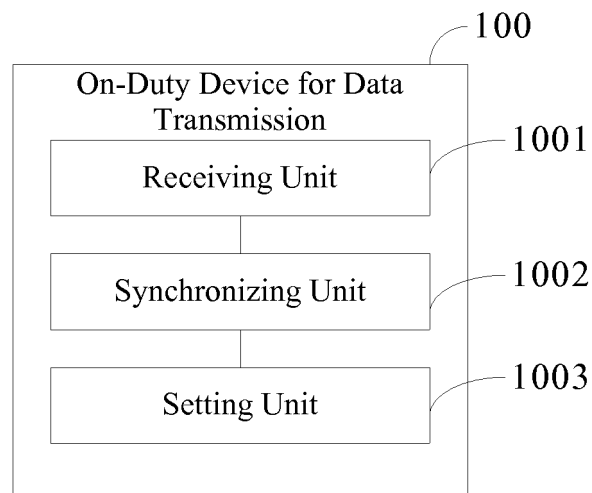 100
On-Duty Device for Data
Transmission
1001
Receiving Unit
1002
Synchronizing Unit
1003
Setting Unit